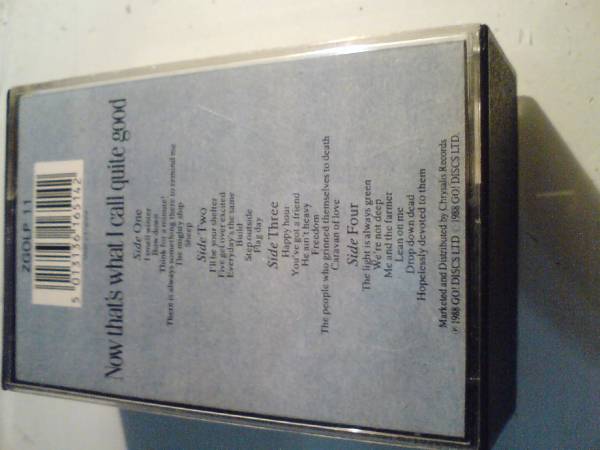 ZGOLP 11
5 013136 165142
Now that's what I call quite good
Side One
I smell winter
Bow down
Think for a minute
There is always something there to remind me
The mighty ship
Sheep
Side Two
I'll be your shelter
Five get over excited
Everyday's the same
Build
Step outside
Flag day
Side Three
Happy hour
You've got a friend
He ain't heavy
Freedom
The people who grinned themselves to death
Caravan of love
Side Four
The light is always green
We're not deep
Me and the farmer
Lean on me
Drop down dead
Hopelessly devoted to them
Marketed and Distributed by Chrysalis Records
℗ 1988 GO! DISCS LTD © 1988 GO! DISCS LTD.